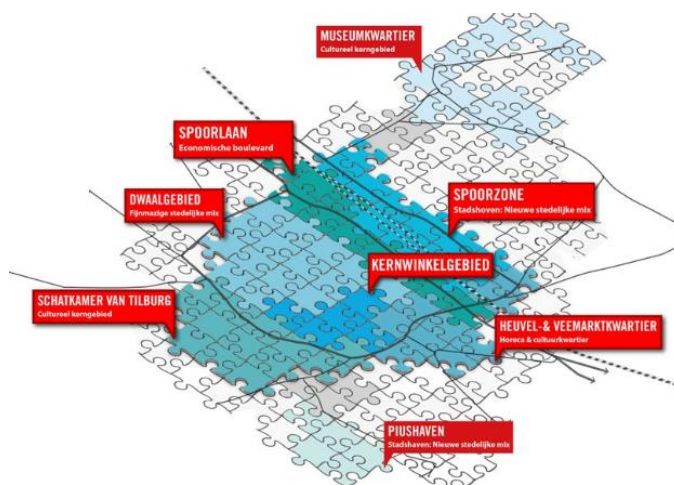 MUSEUMKWARTIER
Cultureel kerngebied
SPOORLAAN
Economische boulevard
DWAALGEBIED
Fijnmazige stedelijke mix
SPOORZONE
Stadshoven: Nieuwe stedelijke mix
KERNWINKELGEBIED
SCHATKAMER VAN TILBURG
Cultureel kerngebied
HEUVEL-& VEEMARKTKWARTIER
Horeca & cultuurkwartier
PIUSHAVEN
Stadshaven: Nieuwe stedelijke mix